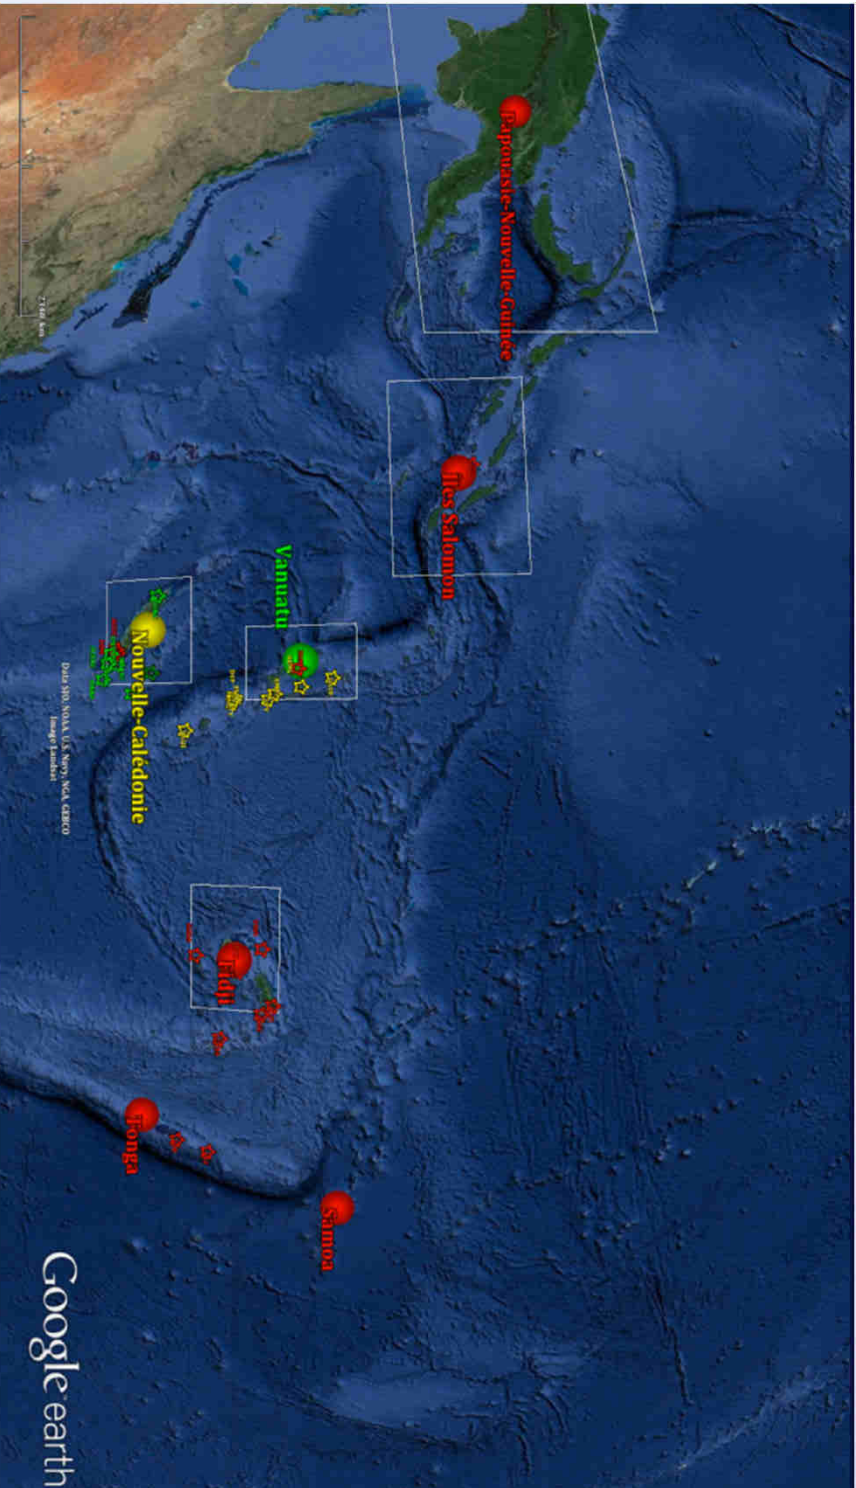 Papouasie-Nouvelle-Guinée
Îles Salomon
Vanuatu
Nouvelle-Calédonie
Fidji
Samoa
Tonga
Data SIO, NOAA, U.S. Navy, NGA, GEBCO
Image Landsat
Google earth